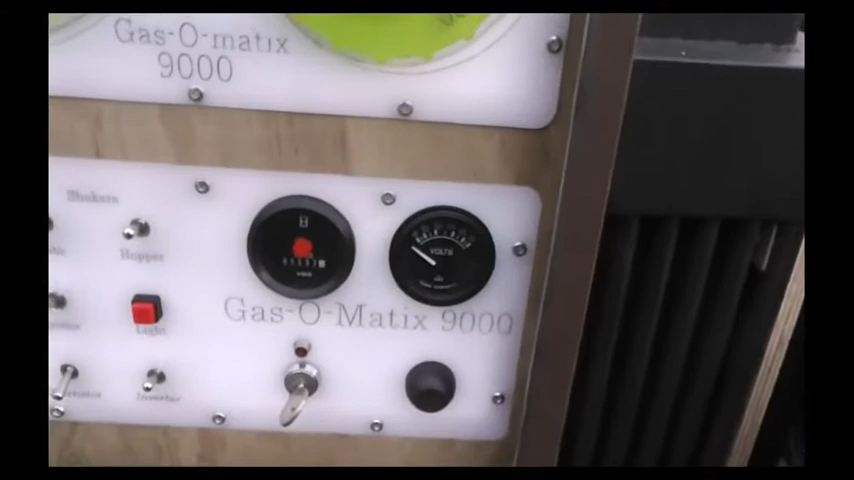 Gas-O-matix
9000
Shakers
Hopper
VOLTS
Gas-O-Matix 9000
Light
Inverter